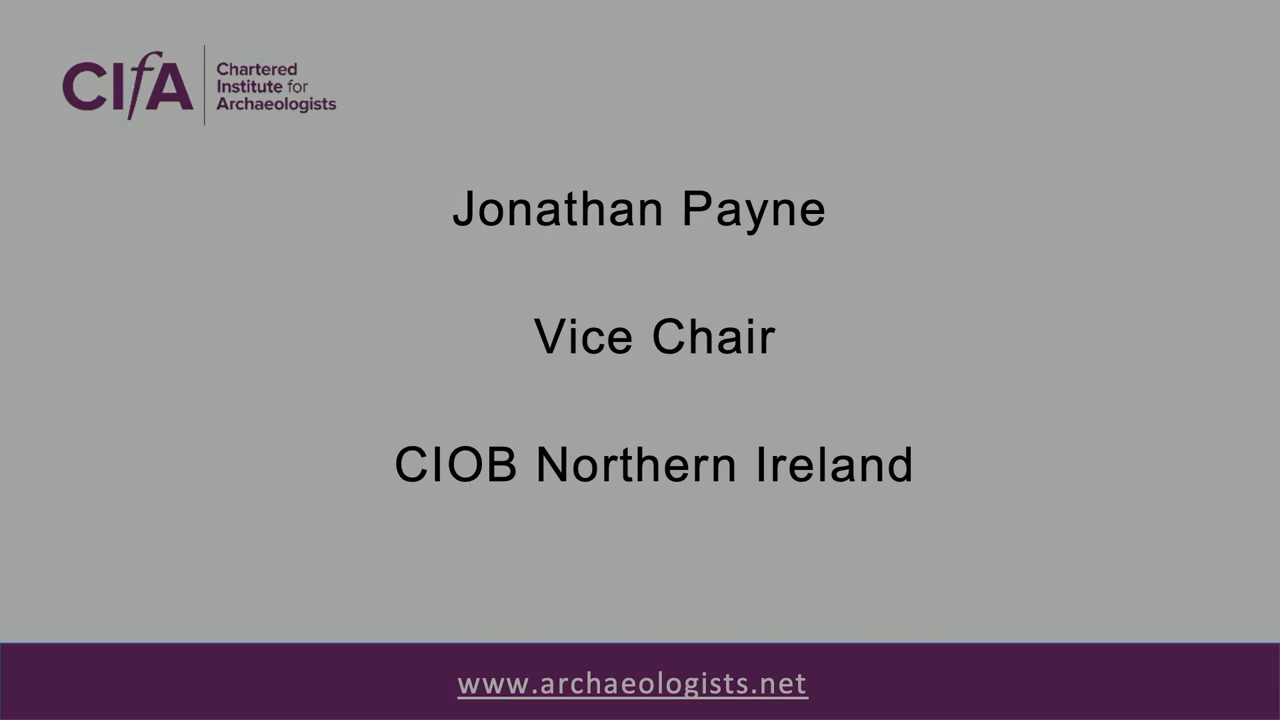 CIfA
Chartered
Institute for
Archaeologists
Jonathan Payne
Vice Chair
CIOB Northern Ireland
www.archaeologists.net